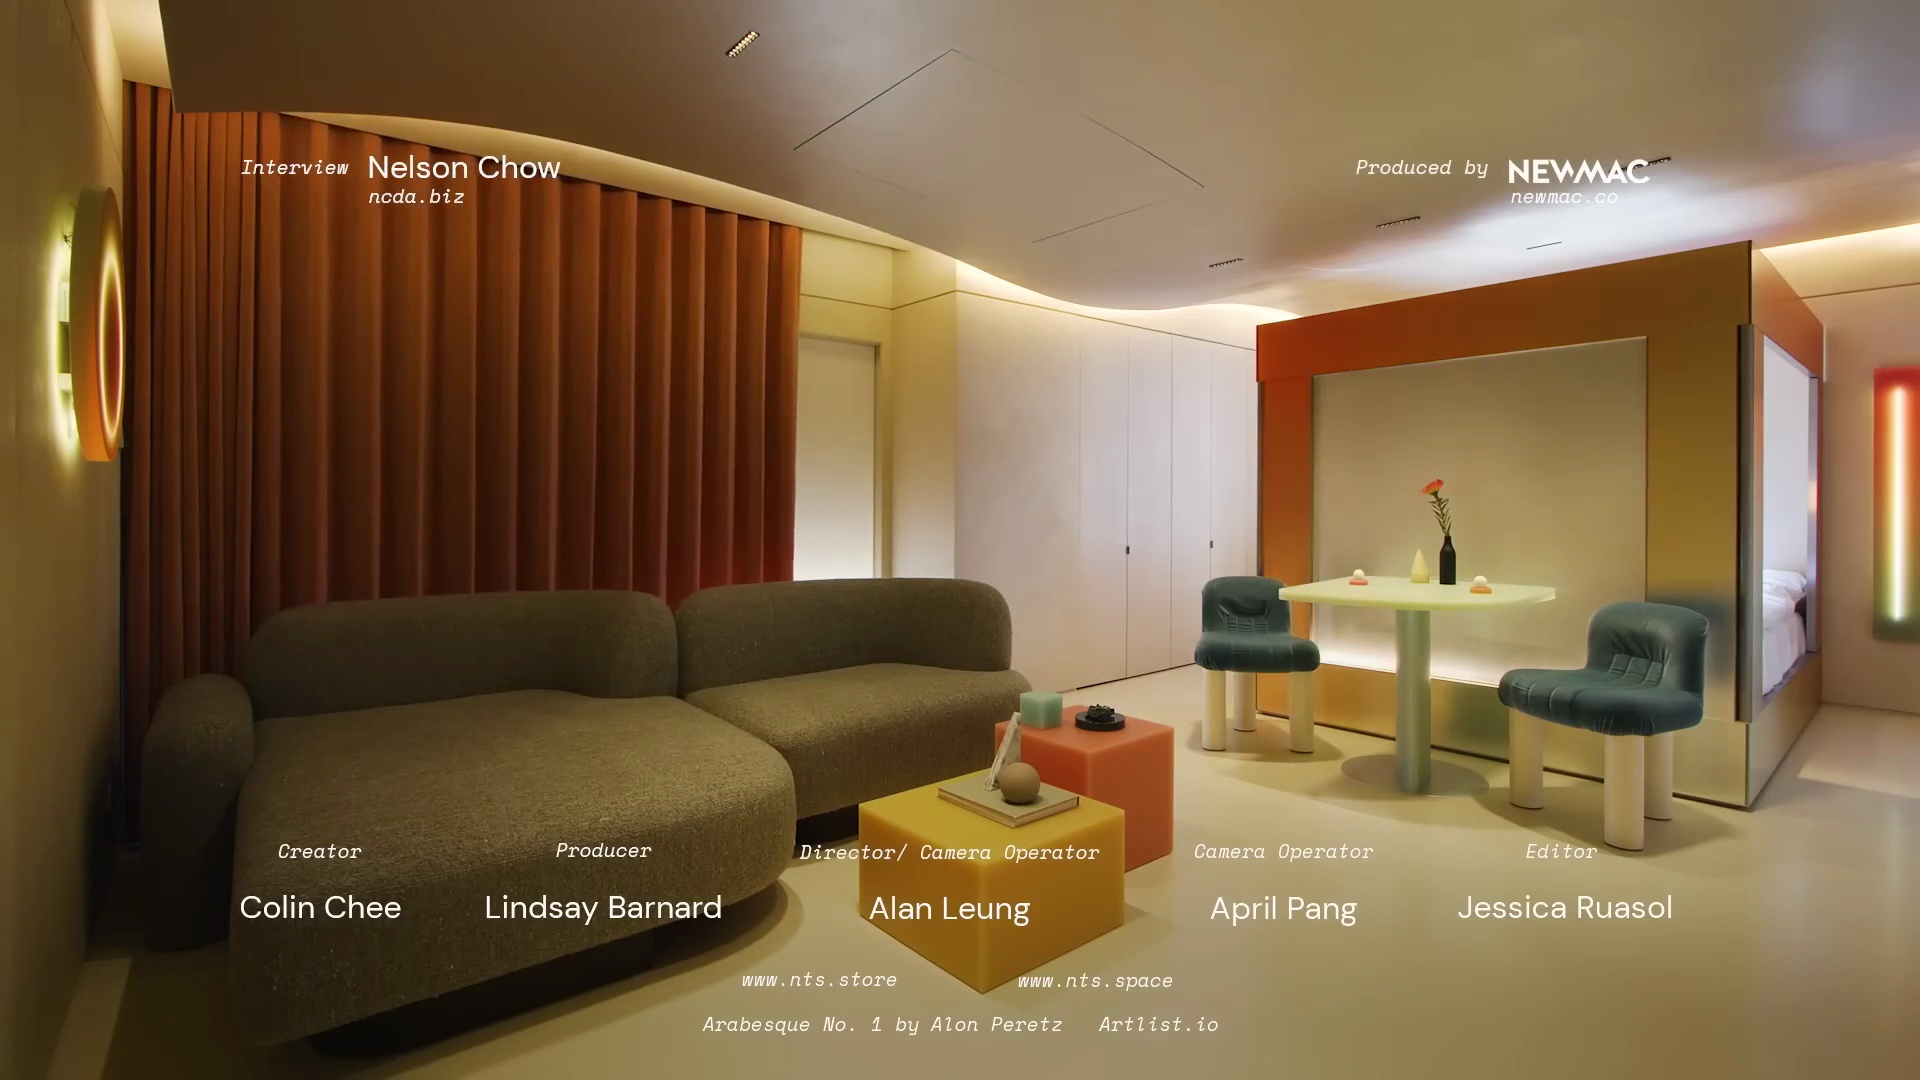 Interview Nelson Chow
ncda.biz
Produced by NEWMAC
newmac.co
Creator
Colin Chee
Producer
Lindsay Barnard
Director/ Camera Operator
Alan Leung
Camera Operator
April Pang
Editor
Jessica Ruasol
www.nts.store
www.nts.space
Arabesque No. 1 by Alon Peretz Artlist.io